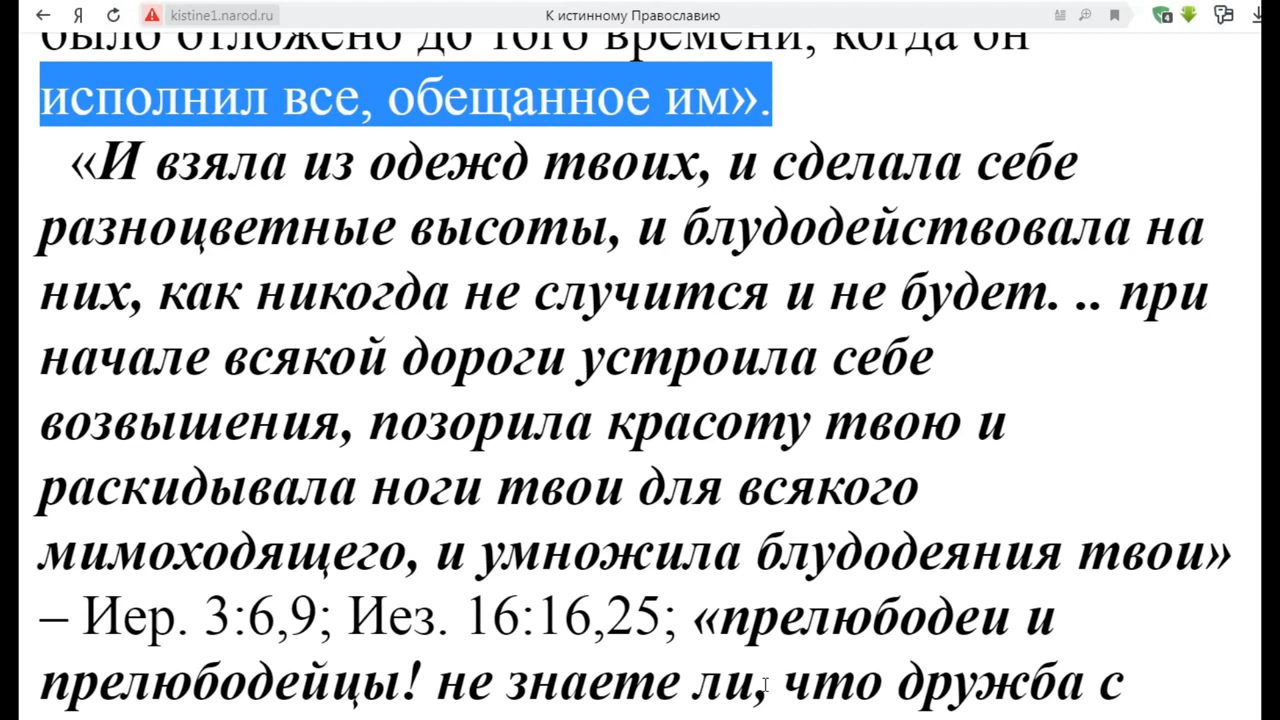 Я kistine1.narod.ru К истинному Православию
было отложено до того времени, когда он
исполнил все, обещанное им».
«И взяла из одежд твоих, и сделала себе
разноцветные высоты, и блудодействовала на
них, как никогда не случится и не будет. .. при
начале всякой дороги устроила себе
возвышения, позорила красоту твою и
раскидывала ноги твои для всякого
мимоходящего, и умножила блудодеяния твои»
– Иер. 3:6,9; Иез. 16:16,25; «прелюбодеи и
прелюбодейцы! не знаете ли, что дружба с